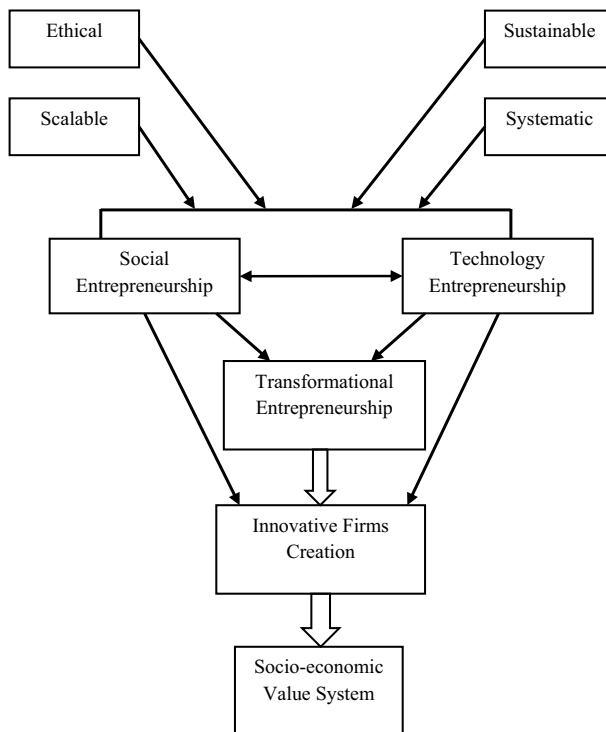 Ethical
Sustainable
Scalable
Systematic
Social
Entrepreneurship
Technology
Entrepreneurship
Transformational
Entrepreneurship
Innovative Firms
Creation
Socio-economic
Value System